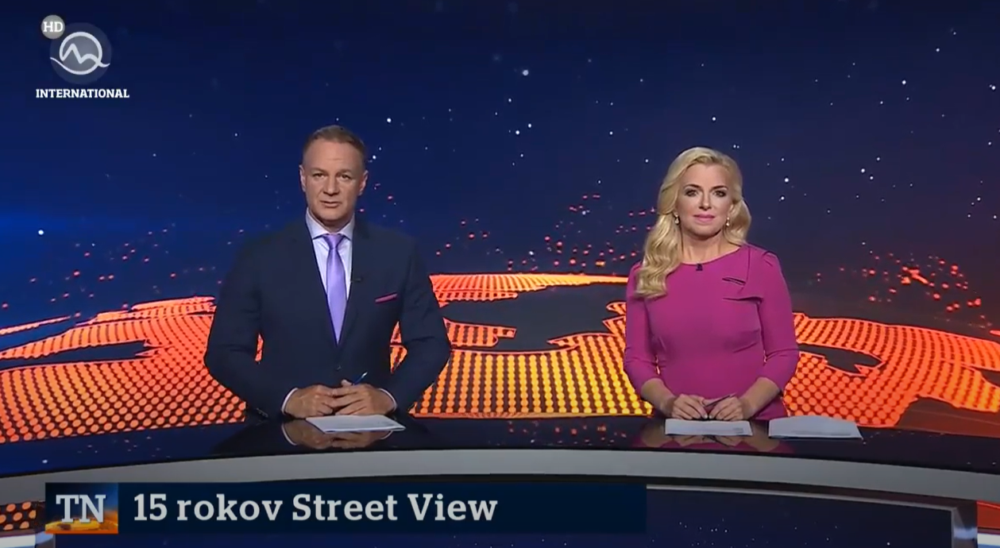 HD
INTERNATIONAL
TN 15 rokov Street View